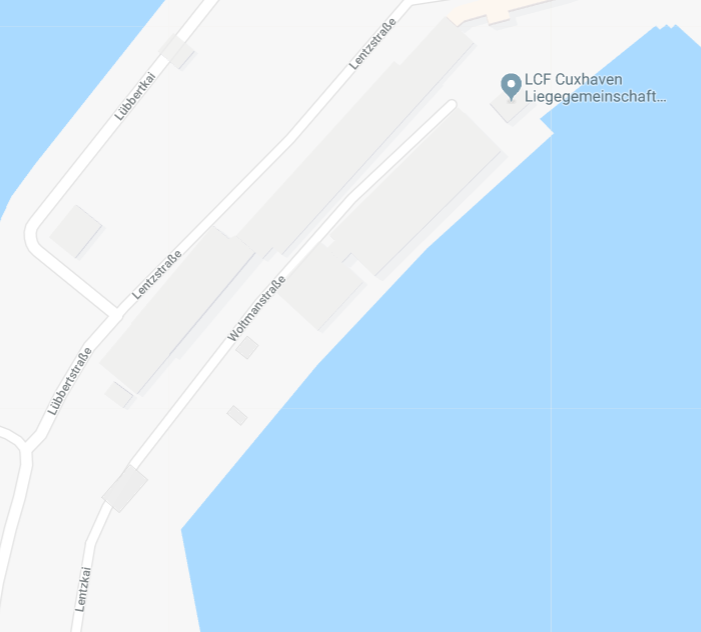 Lentzstraße
LCF Cuxhaven
Liegegemeinschaft...
Lübbertkai
Lentzstraße
Woltmanstraße
Lübbertstraße
Lentzkai